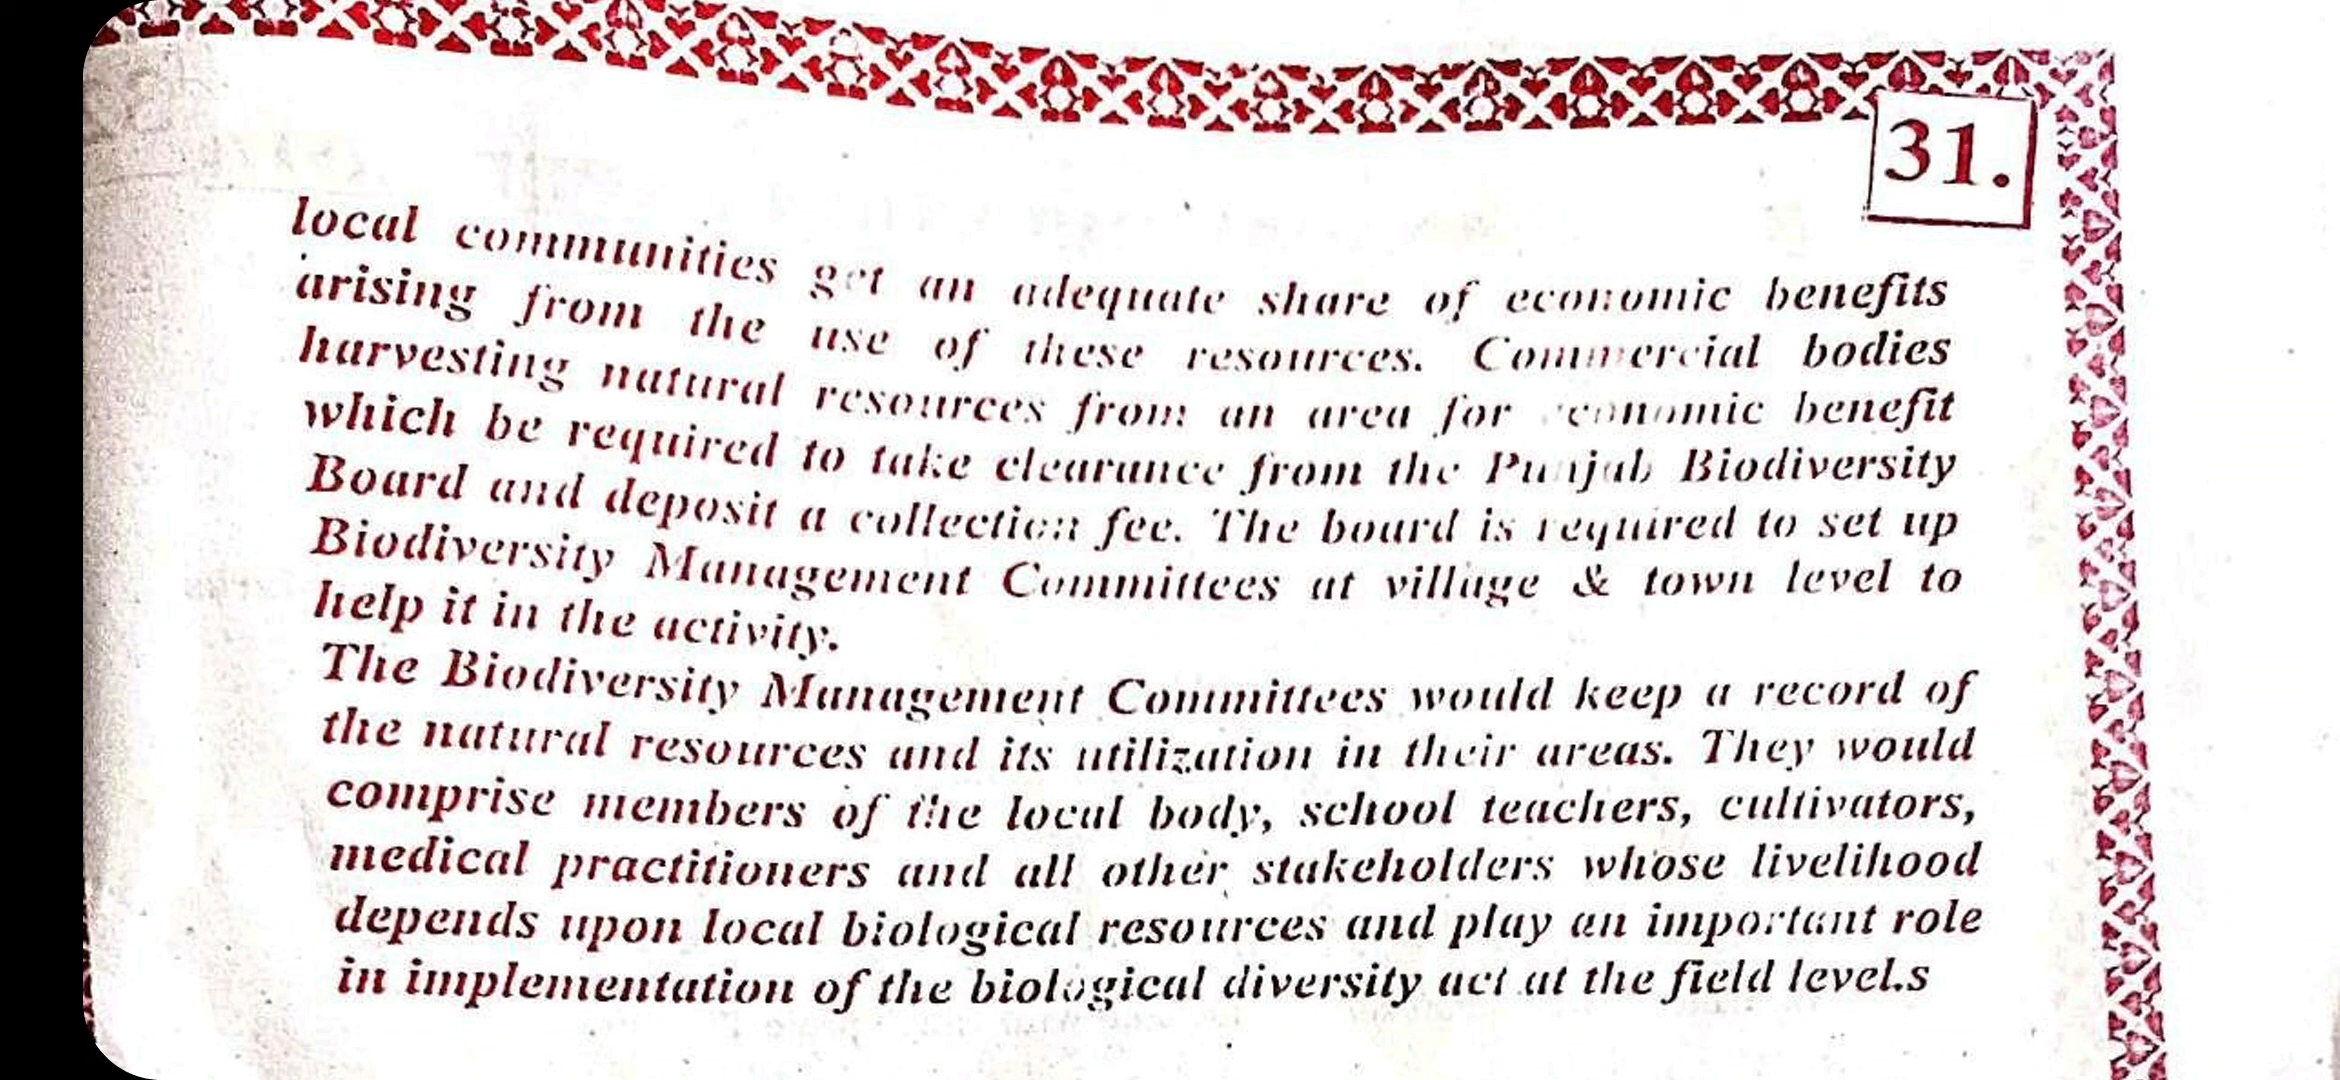 31.
local communities get an adequate share of economic benefits
arising from the use of these resources. Commercial bodies
harvesting natural resources from an area for economic benefit
which be required to take clearance from the Punjab Biodiversity
Board and deposit a collection fee. The board is required to set up
Biodiversity Management Committees at village & town level to
help it in the activity.
The Biodiversity Management Committees would keep a record of
the natural resources and its utilization in their areas. They would
comprise members of the local body, school teachers, cultivators,
medical practitioners and all other stakeholders whose livelihood
depends upon local biological resources and play an important role
in implementation of the biological diversity act at the field level.s